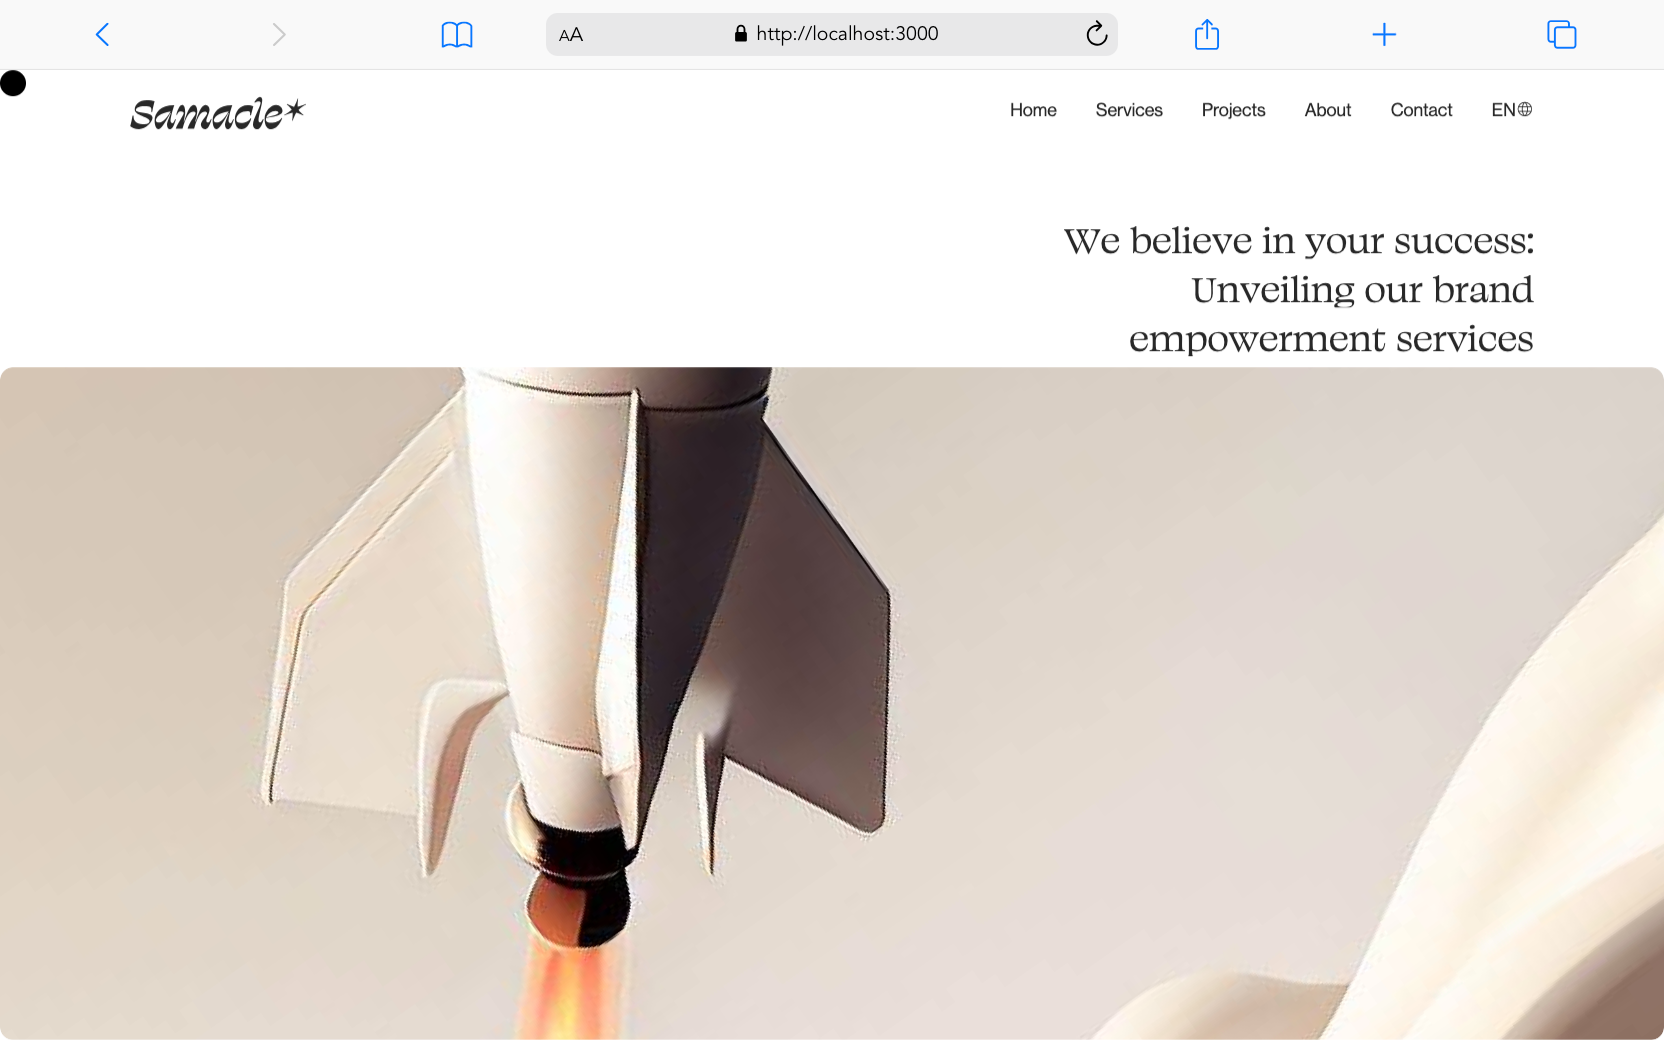 AA
http://localhost:3000
Samacle*
Home Services Projects About Contact EN
We believe in your success:
Unveiling our brand
empowerment services